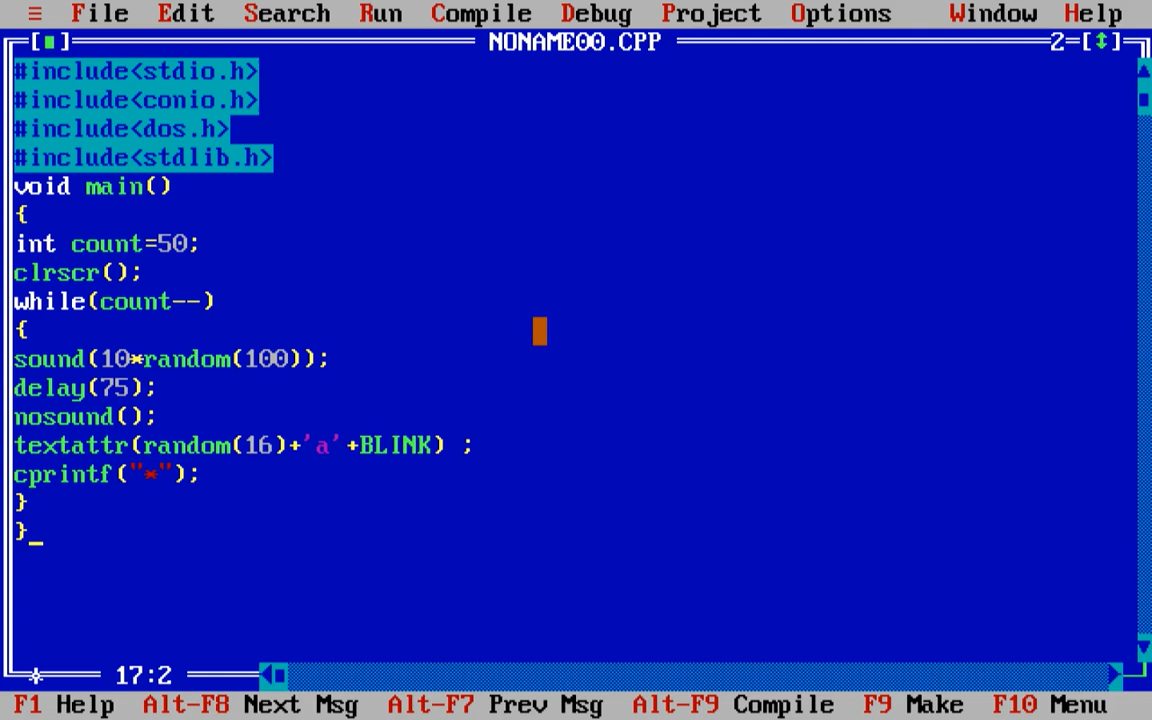 ≡ File Edit Search Run Compile Debug Project Options Window Help
[■] NONAME00.CPP 2=[↕]
#include<stdio.h>
#include<conio.h>
#include<dos.h>
#include<stdlib.h>
void main()
{
int count=50;
clrscr();
while(count--)
{
sound(10*random(100));
delay(75);
nosound();
textattr(random(16)+'a'+BLINK) ;
cprintf("*");
}
}_
17:2
F1 Help Alt-F8 Next Msg Alt-F7 Prev Msg Alt-F9 Compile F9 Make F10 Menu